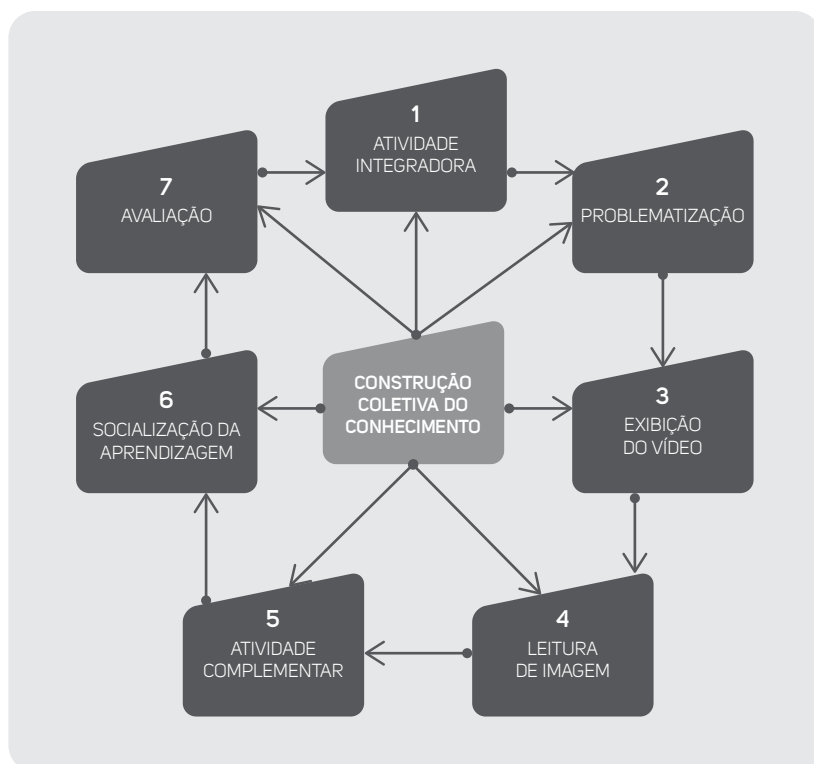 1
ATIVIDADE
INTEGRADORA
2
PROBLEMATIZAÇÃO
3
EXIBIÇÃO
DO VÍDEO
4
LEITURA
DE IMAGEM
5
ATIVIDADE
COMPLEMENTAR
6
SOCIALIZAÇÃO DA
APRENDIZAGEM
7
AVALIAÇÃO
CONSTRUÇÃO
COLETIVA DO
CONHECIMENTO